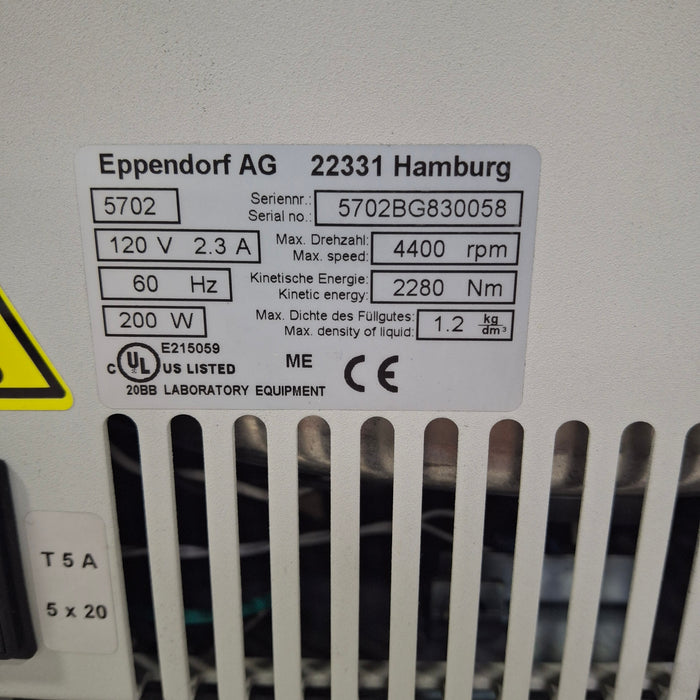 Eppendorf AG 22331 Hamburg
5702 Seriennr.: Serial no.: 5702BG830058
120 V 2.3 A Max. Drehzahl: Max. speed: 4400 rpm
60 Hz Kinetische Energie: Kinetic energy: 2280 Nm
200 W Max. Dichte des Füllgutes: Max. density of liquid: 1.2 kg/dm³
E215059
C UL US LISTED ME CE
20BB LABORATORY EQUIPMENT
T 5 A
5 x 20